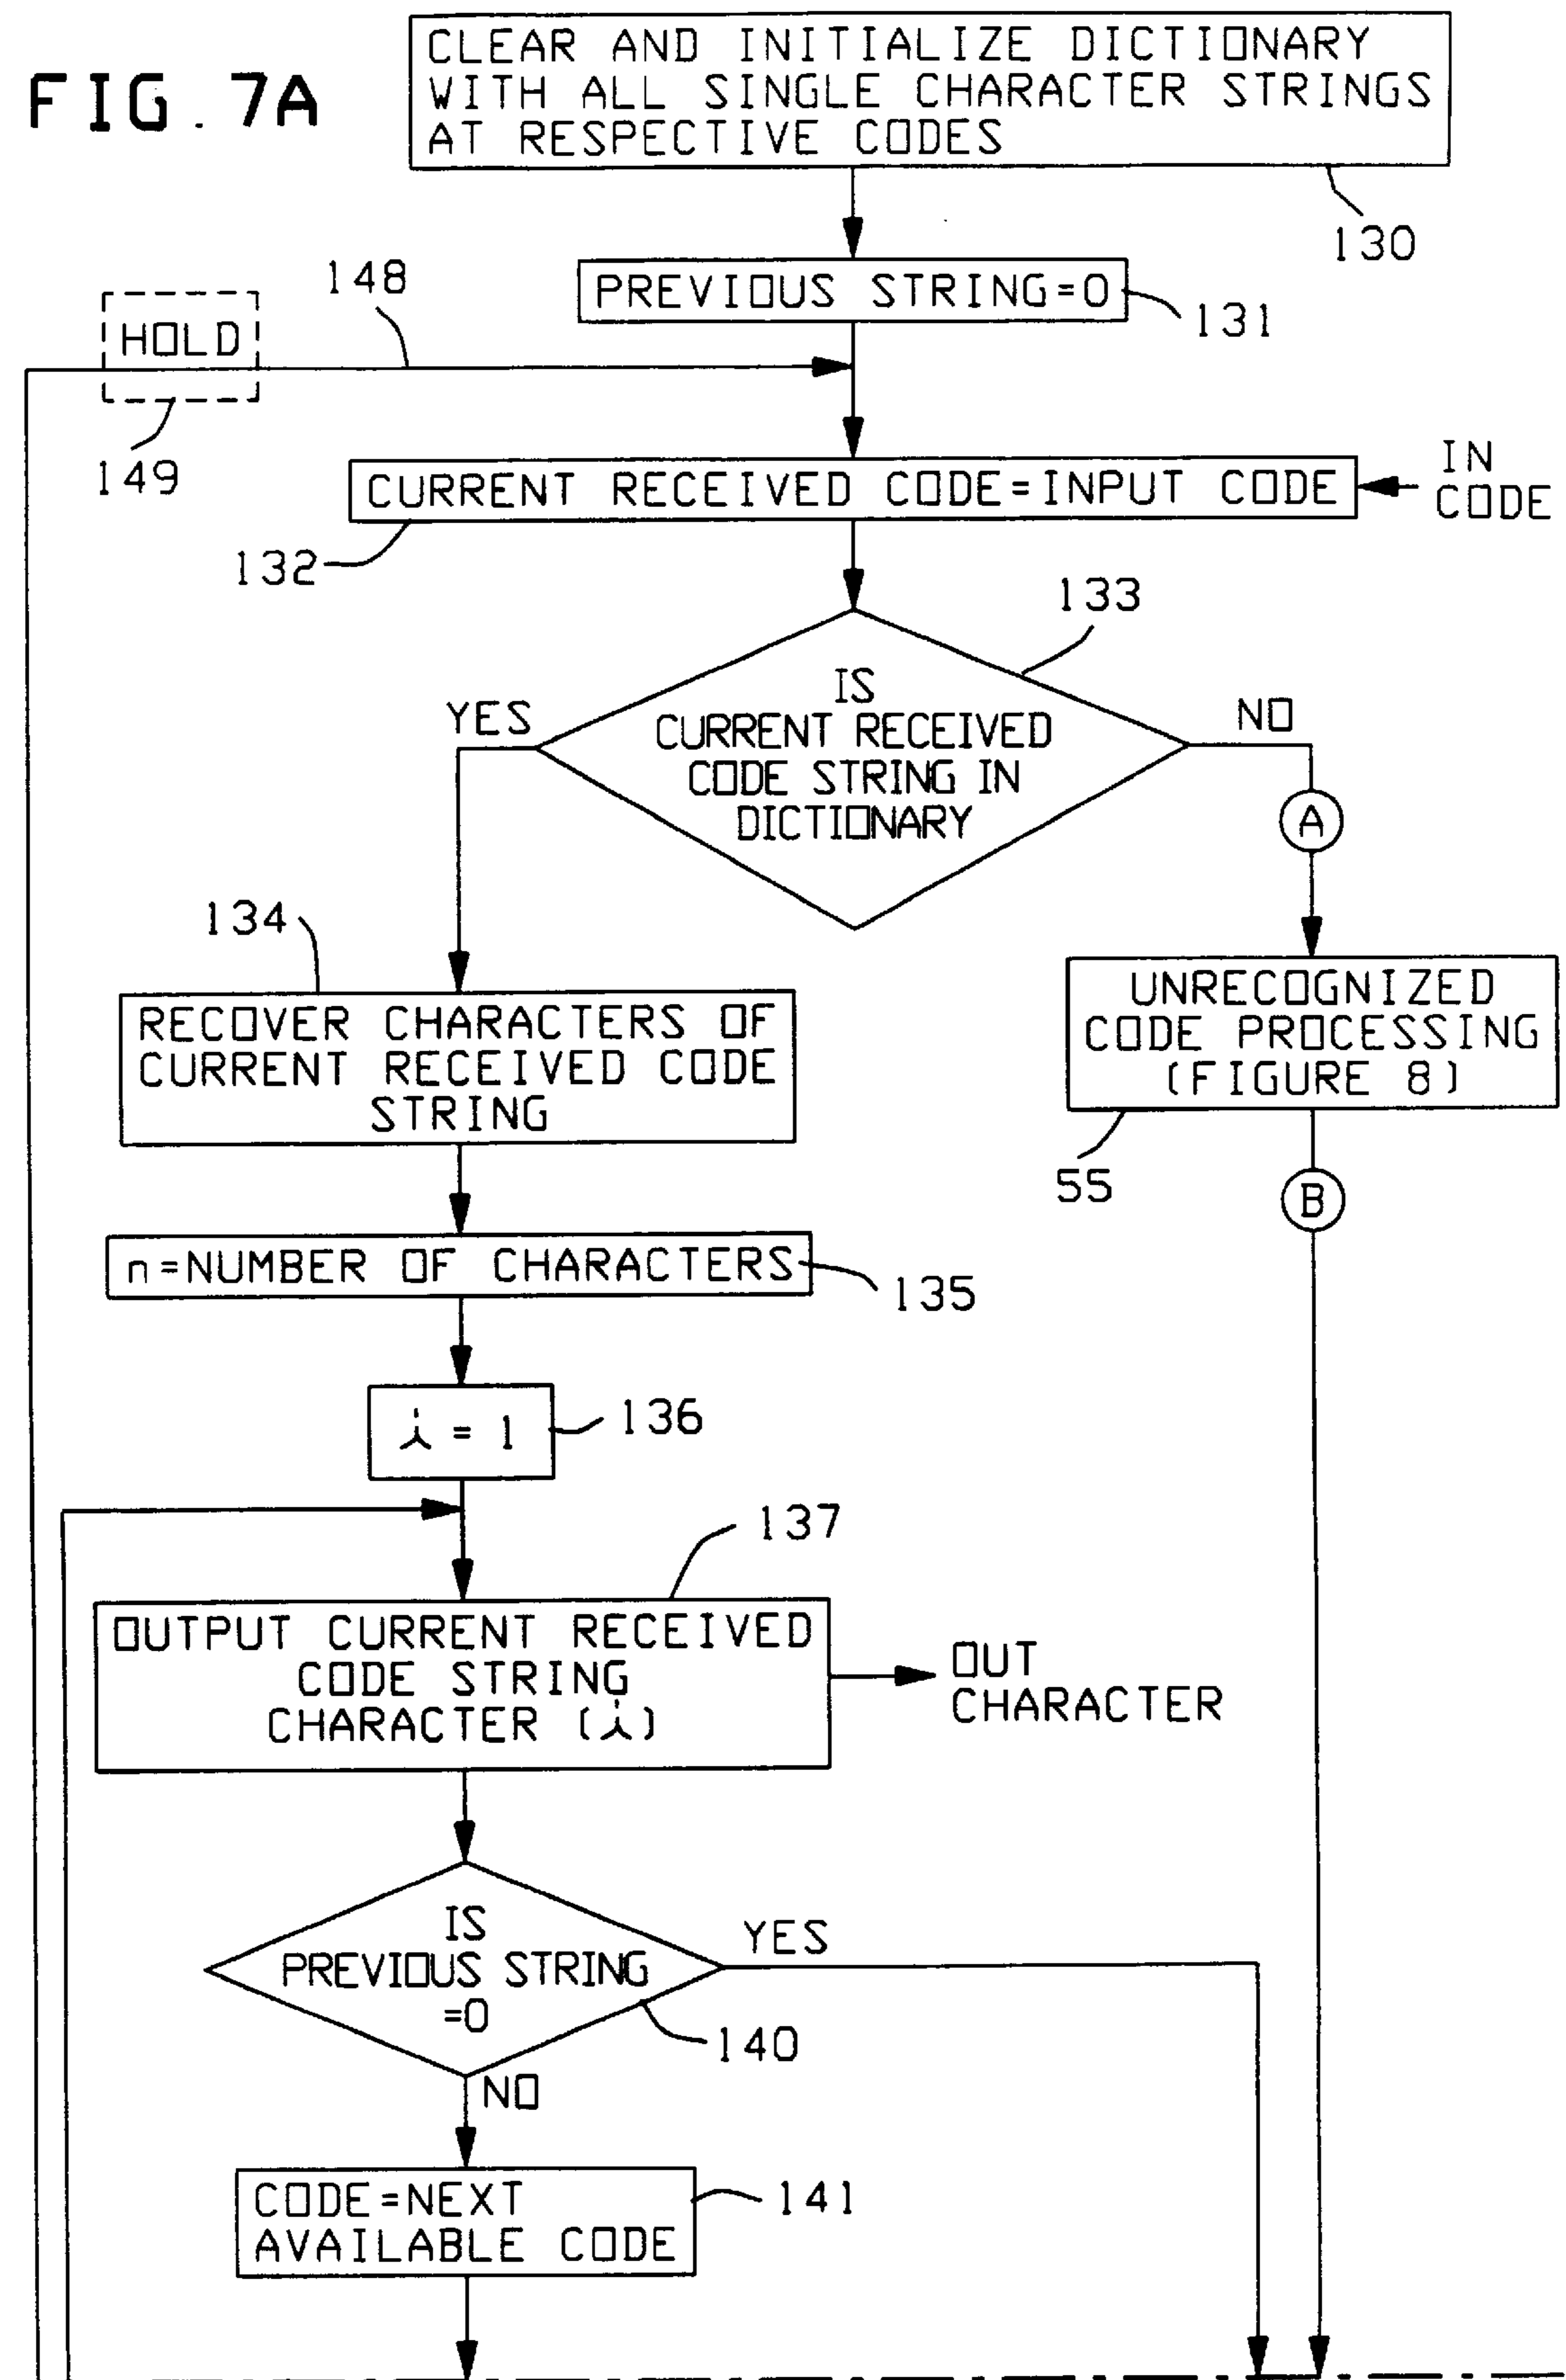 FIG. 7A
CLEAR AND INITIALIZE DICTIONARY
WITH ALL SINGLE CHARACTER STRINGS
AT RESPECTIVE CODES
130
PREVIOUS STRING=0
131
148
HOLD
149
CURRENT RECEIVED CODE=INPUT CODE
IN
CODE
132
133
IS
CURRENT RECEIVED
CODE STRING IN
DICTIONARY
YES
NO
A
134
RECOVER CHARACTERS OF
CURRENT RECEIVED CODE
STRING
UNRECOGNIZED
CODE PROCESSING
(FIGURE 8)
55
B
n=NUMBER OF CHARACTERS
135
i = 1
136
137
OUTPUT CURRENT RECEIVED
CODE STRING
CHARACTER (i)
OUT
CHARACTER
IS
PREVIOUS STRING
=0
YES
140
NO
CODE=NEXT
AVAILABLE CODE
141